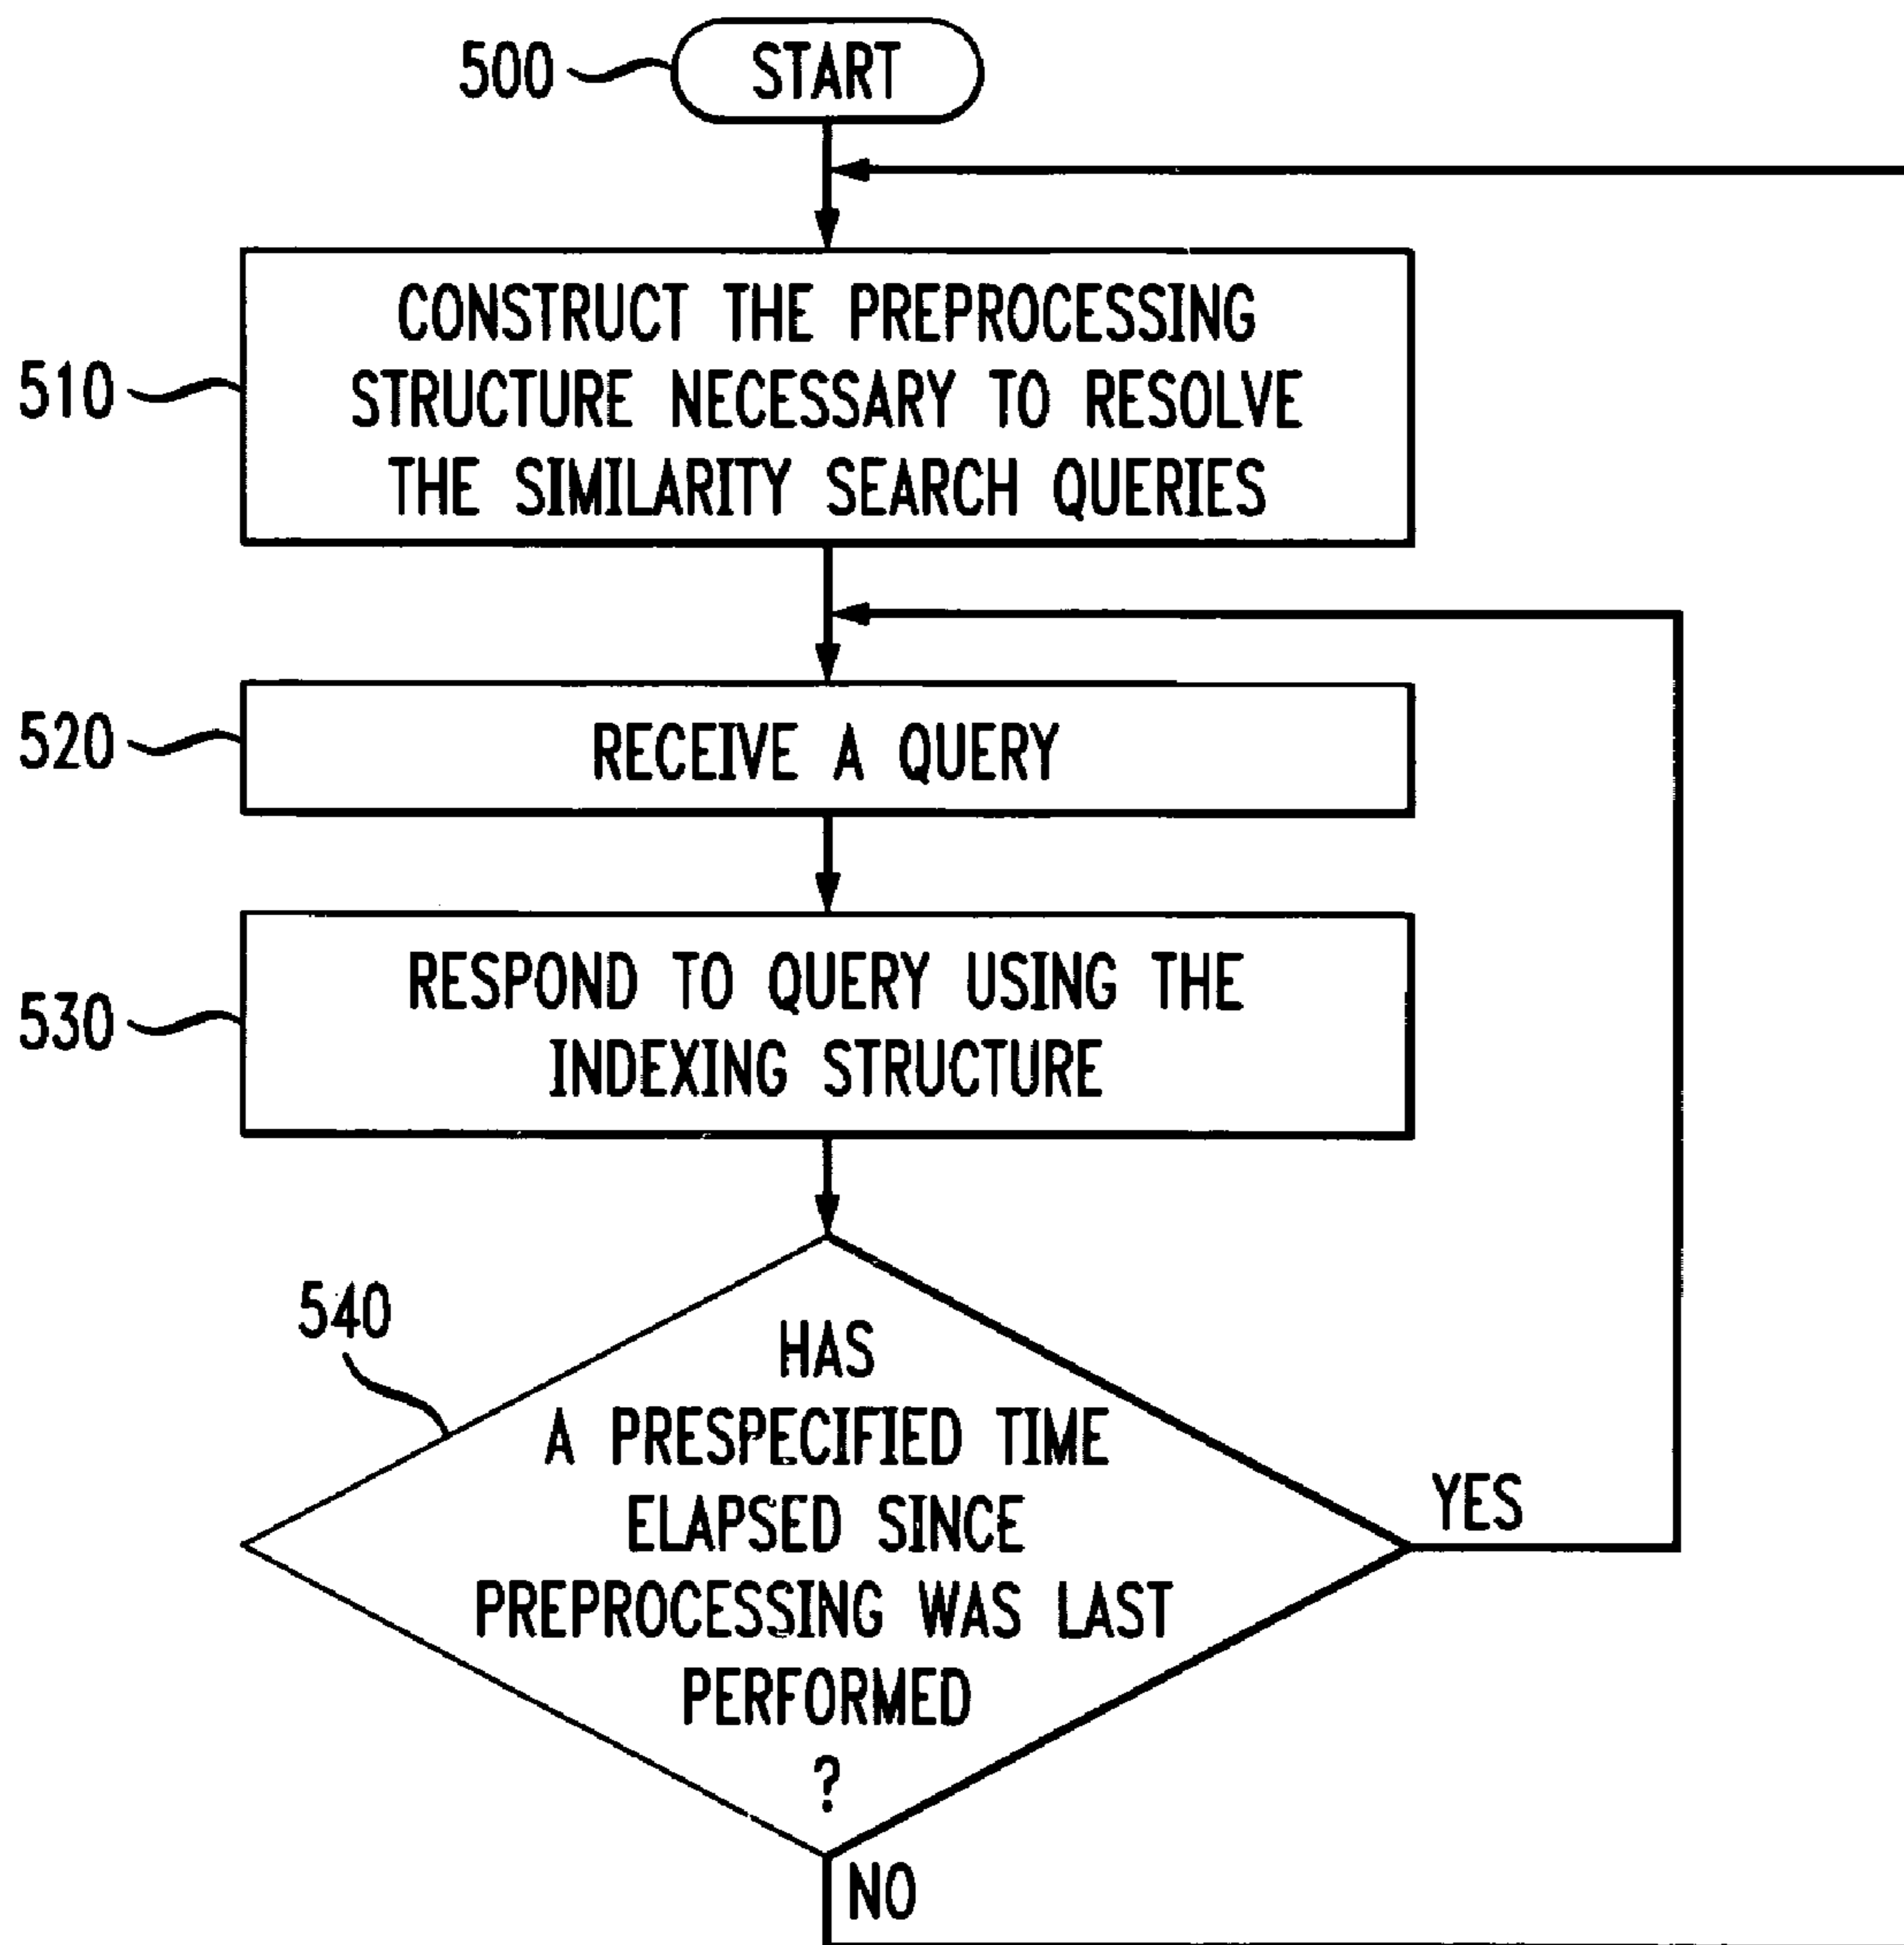 500
START
510
CONSTRUCT THE PREPROCESSING
STRUCTURE NECESSARY TO RESOLVE
THE SIMILARITY SEARCH QUERIES
520
RECEIVE A QUERY
530
RESPOND TO QUERY USING THE
INDEXING STRUCTURE
540
HAS
A PRESPECIFIED TIME
ELAPSED SINCE
PREPROCESSING WAS LAST
PERFORMED
?
YES
NO